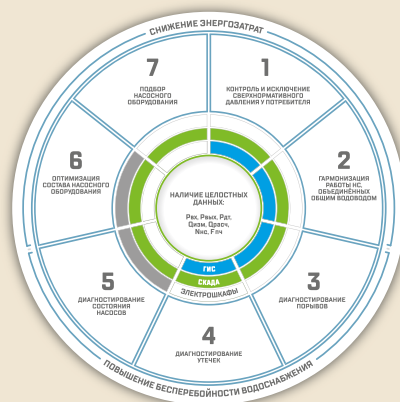 СНИЖЕНИЕ ЭНЕРГОЗАТРАТ
1
КОНТРОЛЬ И ИСКЛЮЧЕНИЕ
СВЕРХНОРМАТИВНОГО
ДАВЛЕНИЯ У ПОТРЕБИТЕЛЯ
2
ГАРМОНИЗАЦИЯ
РАБОТЫ НС,
ОБЪЕДИНЁННЫХ
ОБЩИМ ВОДОВОДОМ
3
ДИАГНОСТИРОВАНИЕ
ПОРЫВОВ
4
ДИАГНОСТИРОВАНИЕ
УТЕЧЕК
5
ДИАГНОСТИРОВАНИЕ
СОСТОЯНИЯ
НАСОСОВ
6
ОПТИМИЗАЦИЯ
СОСТАВА НАСОСНОГО
ОБОРУДОВАНИЯ
7
ПОДБОР
НАСОСНОГО
ОБОРУДОВАНИЯ
НАЛИЧИЕ ЦЕЛОСТНЫХ
ДАННЫХ:
Рвх, Рвых, Рдт,
Qизм, Qрасч,
Nнс, F пч
ГИС
СКАДА
ЭЛЕКТРОШКАФЫ
ПОВЫШЕНИЕ БЕСПЕРЕБОЙНОСТИ ВОДОСНАБЖЕНИЯ